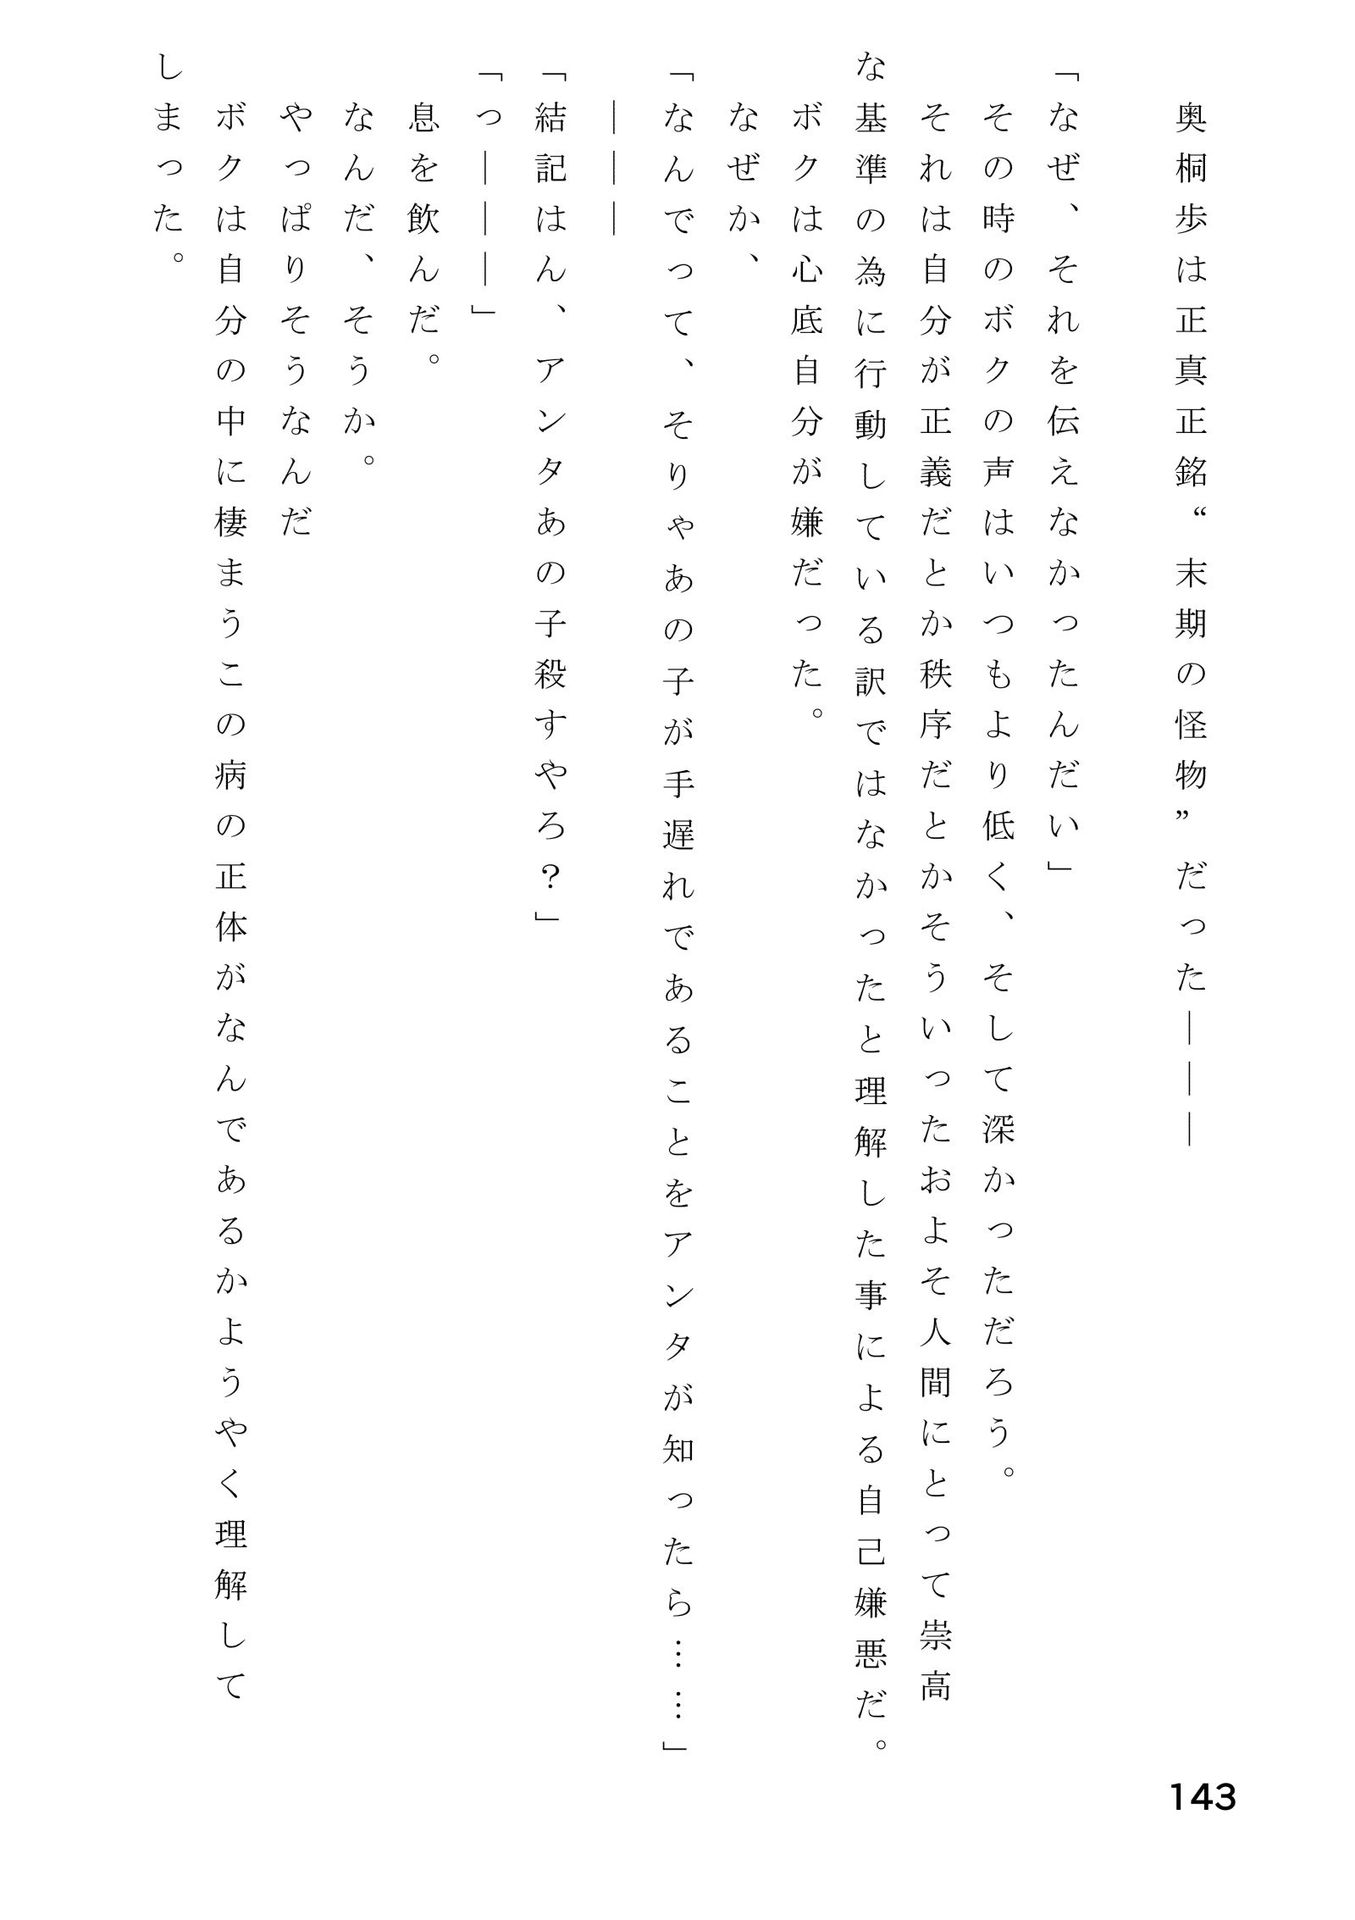 奥桐歩は正真正銘“末期の怪物”だった―――
「なぜ、それを伝えなかったんだい」
その時のボクの声はいつもより低く、そして深かっただろう。
それは自分が正義だとか秩序だとかそういったおよそ人間にとって崇高
な基準の為に行動している訳ではなかったと理解した事による自己嫌悪だ。
ボクは心底自分が嫌だった。
なぜか、
「なんでって、そりゃあの子が手遅れであることをアンタが知ったら……」
―――
「結記はん、アンタあの子殺すやろ？」
「っ―――」
息を飲んだ。
なんだ、そうか。
やっぱりそうなんだ
ボクは自分の中に棲まうこの病の正体がなんであるかようやく理解して
しまった。
143